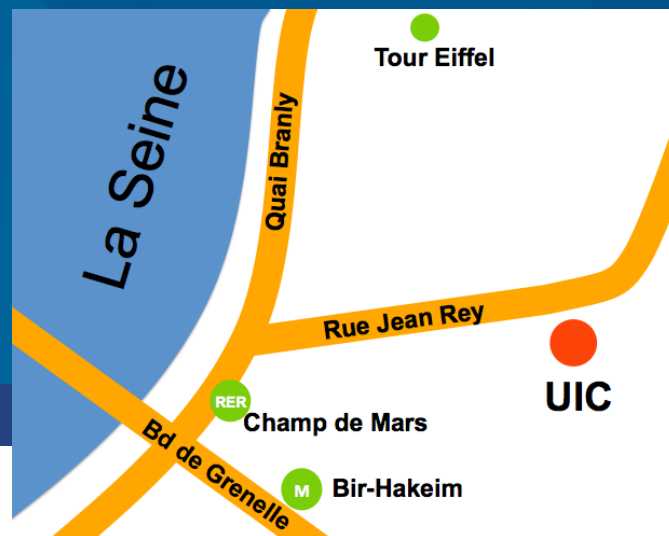 Tour Eiffel
La Seine
Quai Branly
Rue Jean Rey
UIC
RER
Champ de Mars
Bd de Grenelle
M
Bir-Hakeim